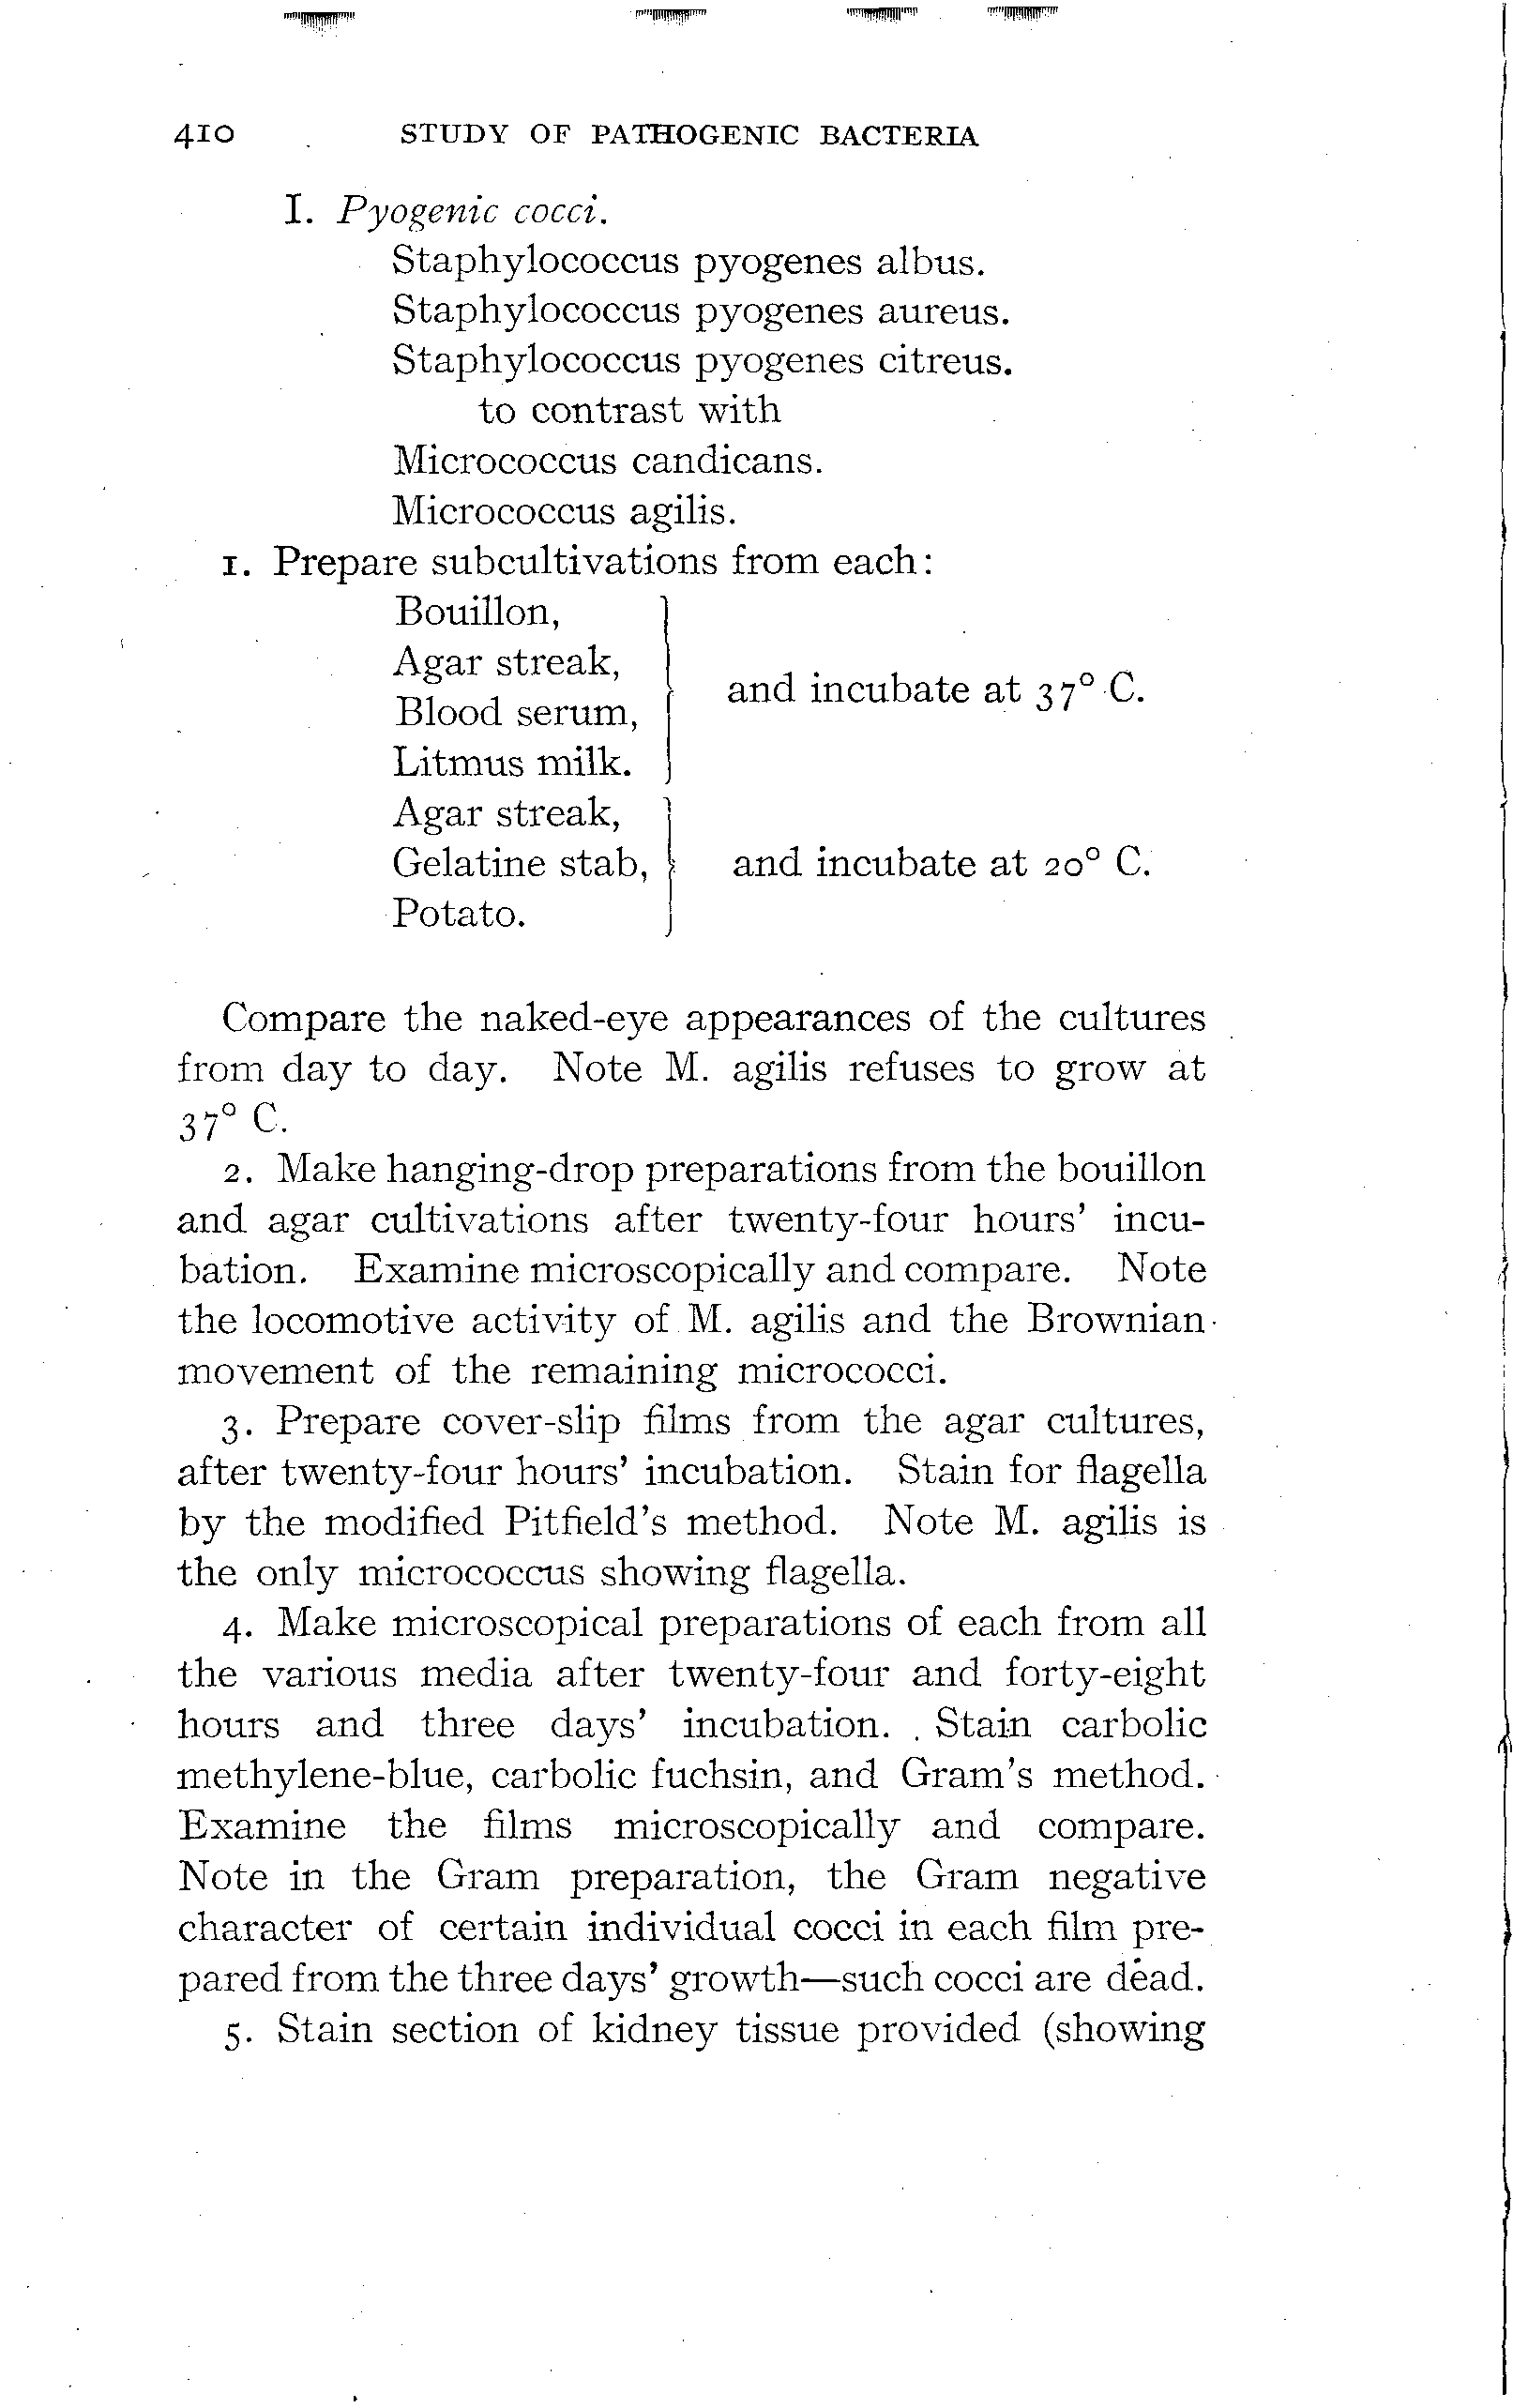 410 STUDY OF PATHOGENIC BACTERIA
I. Pyogenic cocci.
Staphylococcus pyogenes albus.
Staphylococcus pyogenes aureus.
Staphylococcus pyogenes citreus.
to contrast with
Micrococcus candicans.
Micrococcus agilis.
1. Prepare subcultivations from each:
Bouillon,
Agar streak,
Blood serum,
Litmus milk.
and incubate at 37° C.
Agar streak,
Gelatine stab,
Potato.
and incubate at 20° C.
Compare the naked-eye appearances of the cultures
from day to day. Note M. agilis refuses to grow at
37° C.
2. Make hanging-drop preparations from the bouillon
and agar cultivations after twenty-four hours' incu-
bation. Examine microscopically and compare. Note
the locomotive activity of M. agilis and the Brownian
movement of the remaining micrococci.
3. Prepare cover-slip films from the agar cultures,
after twenty-four hours' incubation. Stain for flagella
by the modified Pitfield's method. Note M. agilis is
the only micrococcus showing flagella.
4. Make microscopical preparations of each from all
the various media after twenty-four and forty-eight
hours and three days' incubation. Stain carbolic
methylene-blue, carbolic fuchsin, and Gram's method.
Examine the films microscopically and compare.
Note in the Gram preparation, the Gram negative
character of certain individual cocci in each film pre-
pared from the three days' growth—such cocci are dead.
5. Stain section of kidney tissue provided (showing